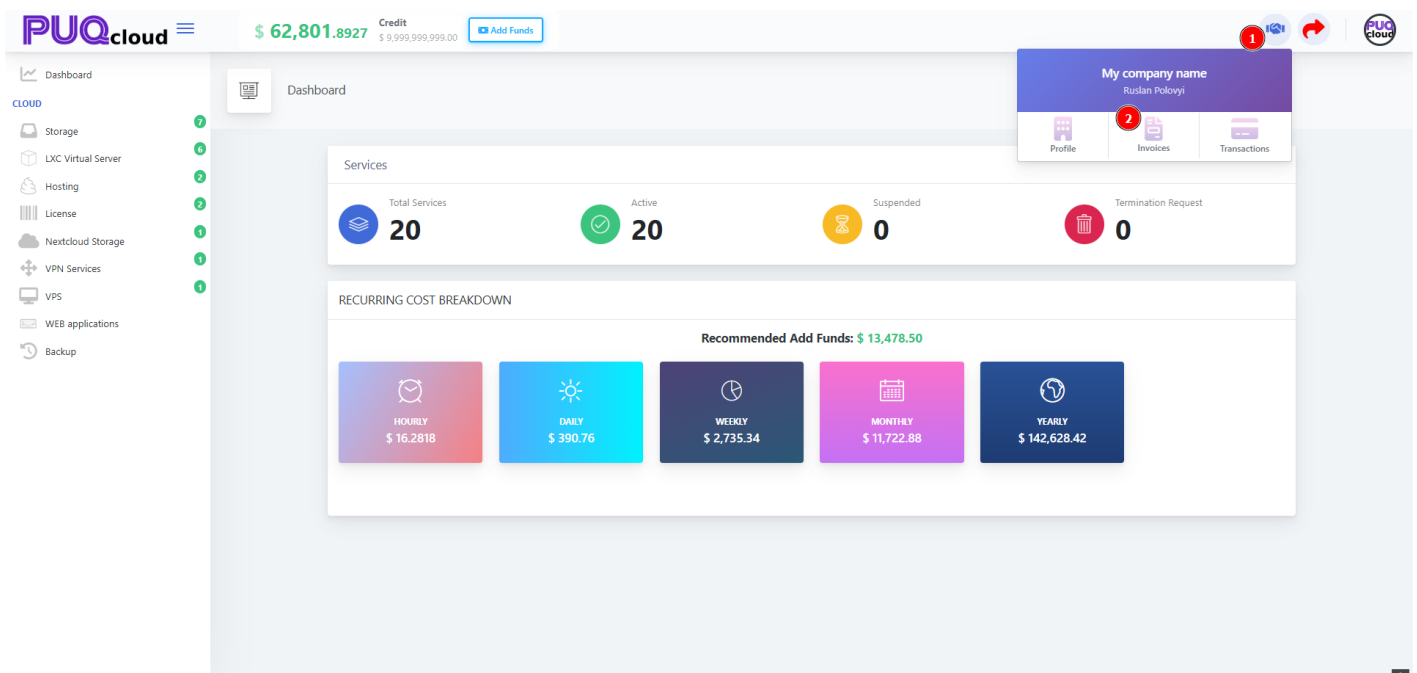 PUQcloud
$ 62,801.8927
Credit
$ 9,999,999,999.00
Add Funds
1
PUQ
cloud
My company name
Ruslan Polovyi
2
Profile
Invoices
Transactions
Dashboard
CLOUD
Storage 7
LXC Virtual Server 6
Hosting 2
License 2
Nextcloud Storage 1
VPN Services 1
VPS 1
WEB applications
Backup
Dashboard
Services
Total Services
20
Active
20
Suspended
0
Termination Request
0
RECURRING COST BREAKDOWN
Recommended Add Funds: $ 13,478.50
HOURLY
$ 16.2818
DAILY
$ 390.76
WEEKLY
$ 2,735.34
MONTHLY
$ 11,722.88
YEARLY
$ 142,628.42